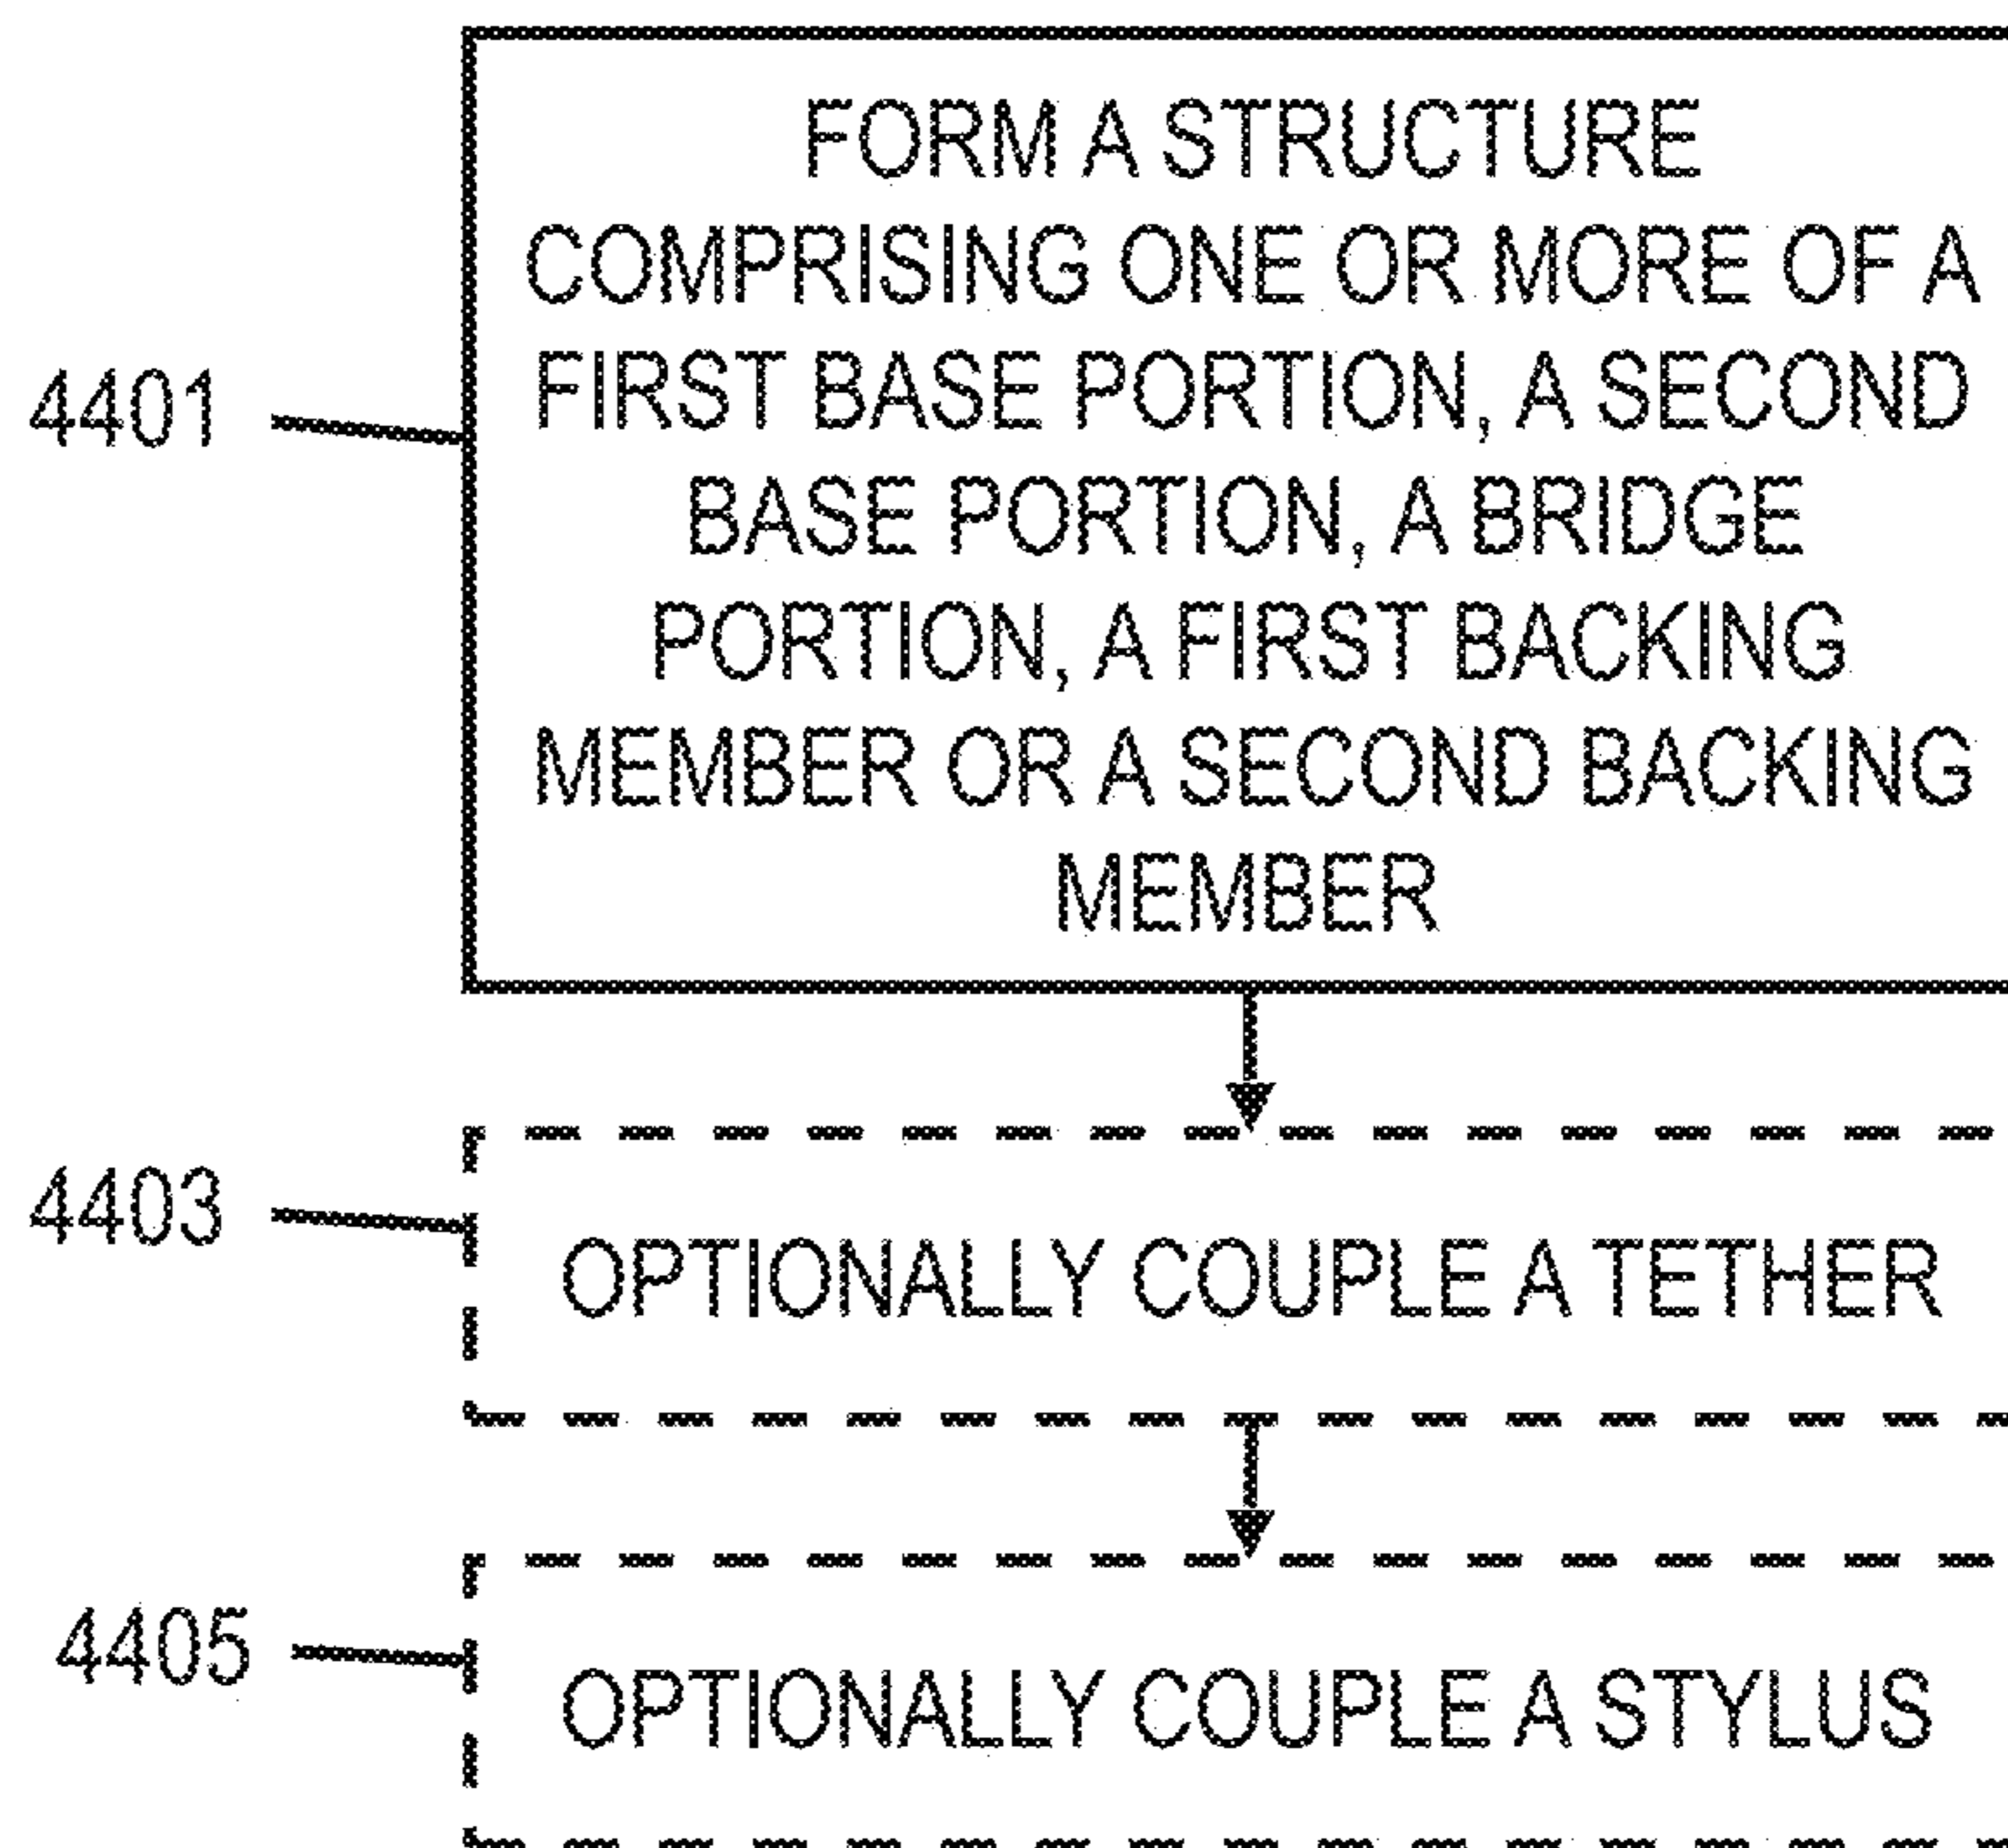 FORM A STRUCTURE
COMPRISING ONE OR MORE OF A
4401 FIRST BASE PORTION, A SECOND
BASE PORTION, A BRIDGE
PORTION, A FIRST BACKING
MEMBER OR A SECOND BACKING
MEMBER
4403 OPTIONALLY COUPLE A TETHER
4405 OPTIONALLY COUPLE A STYLUS